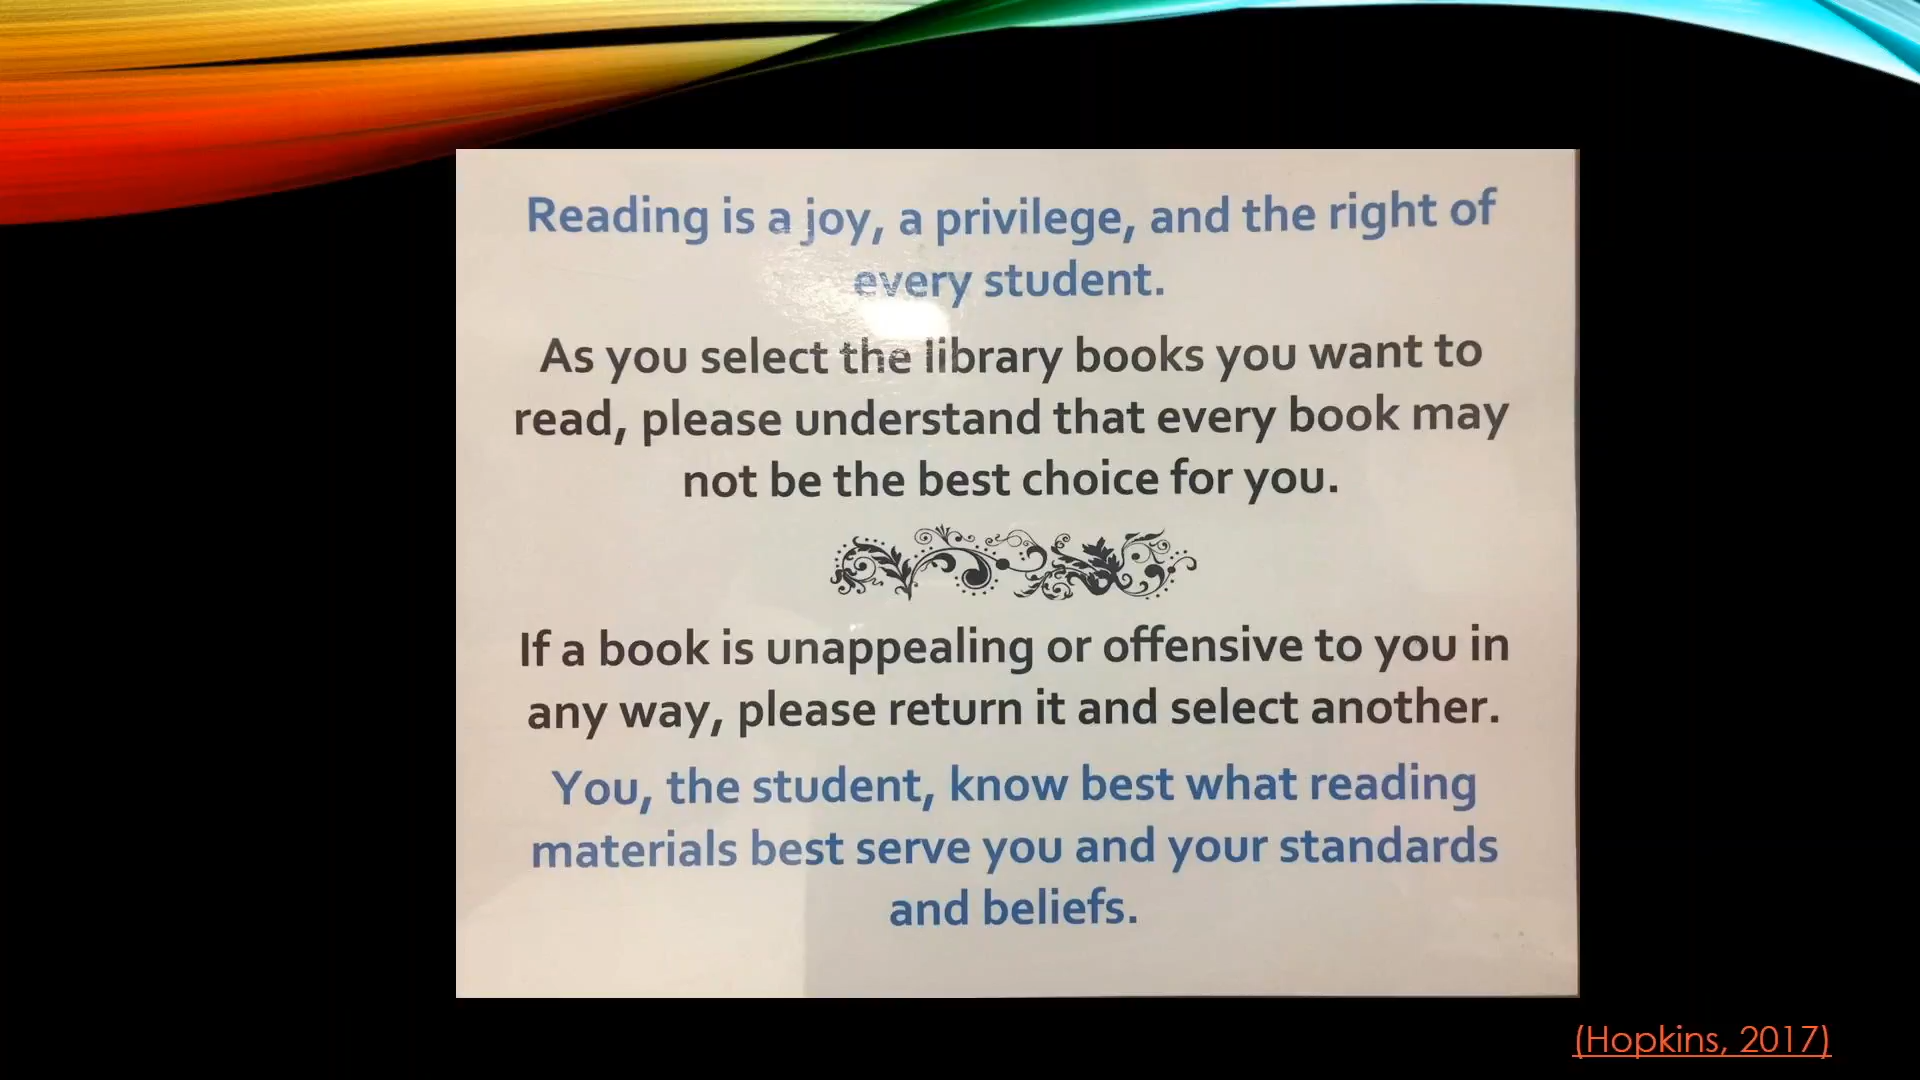 Reading is a joy, a privilege, and the right of
every student.
As you select the library books you want to
read, please understand that every book may
not be the best choice for you.
If a book is unappealing or offensive to you in
any way, please return it and select another.
You, the student, know best what reading
materials best serve you and your standards
and beliefs.
(Hopkins, 2017)